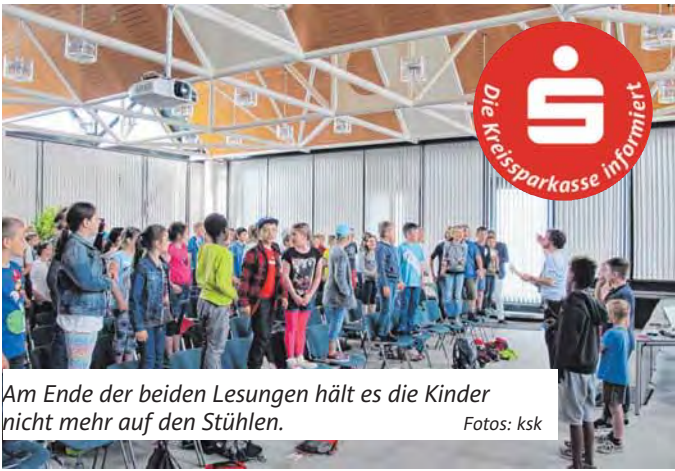 Die Kreissparkasse informiert
Am Ende der beiden Lesungen hält es die Kinder
nicht mehr auf den Stühlen. Fotos: ksk